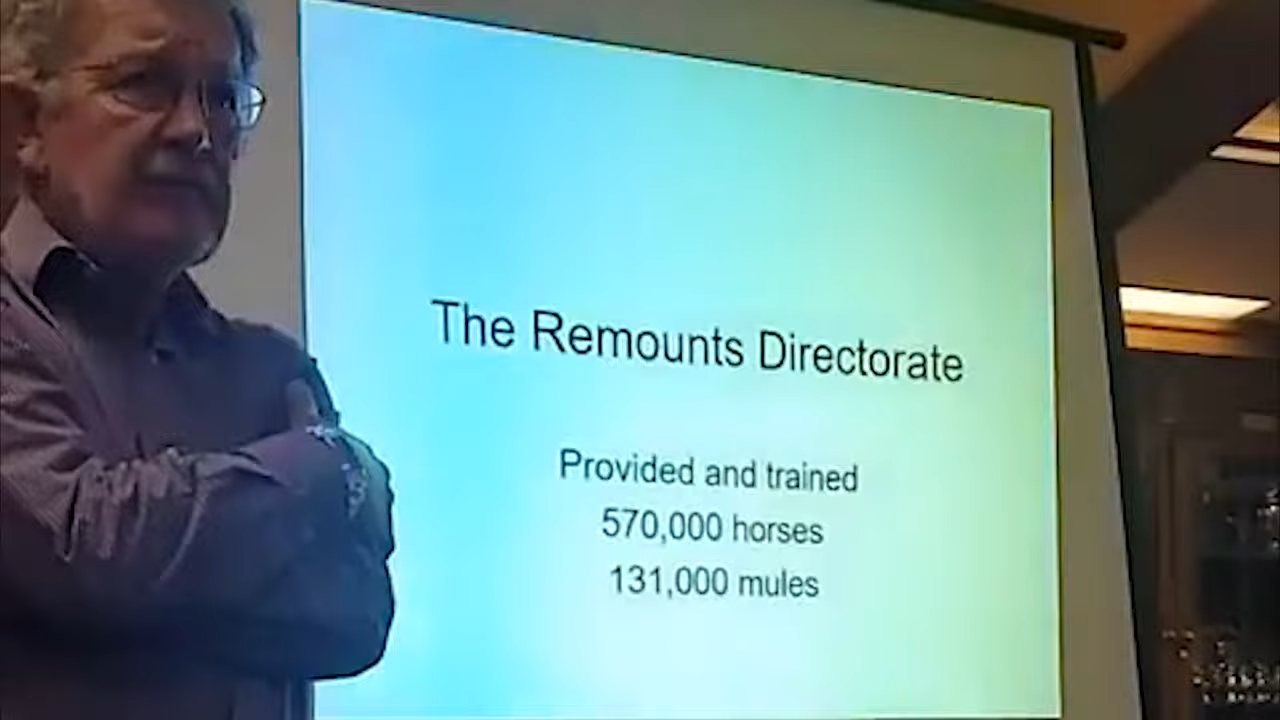 The Remounts Directorate
Provided and trained
570,000 horses
131,000 mules